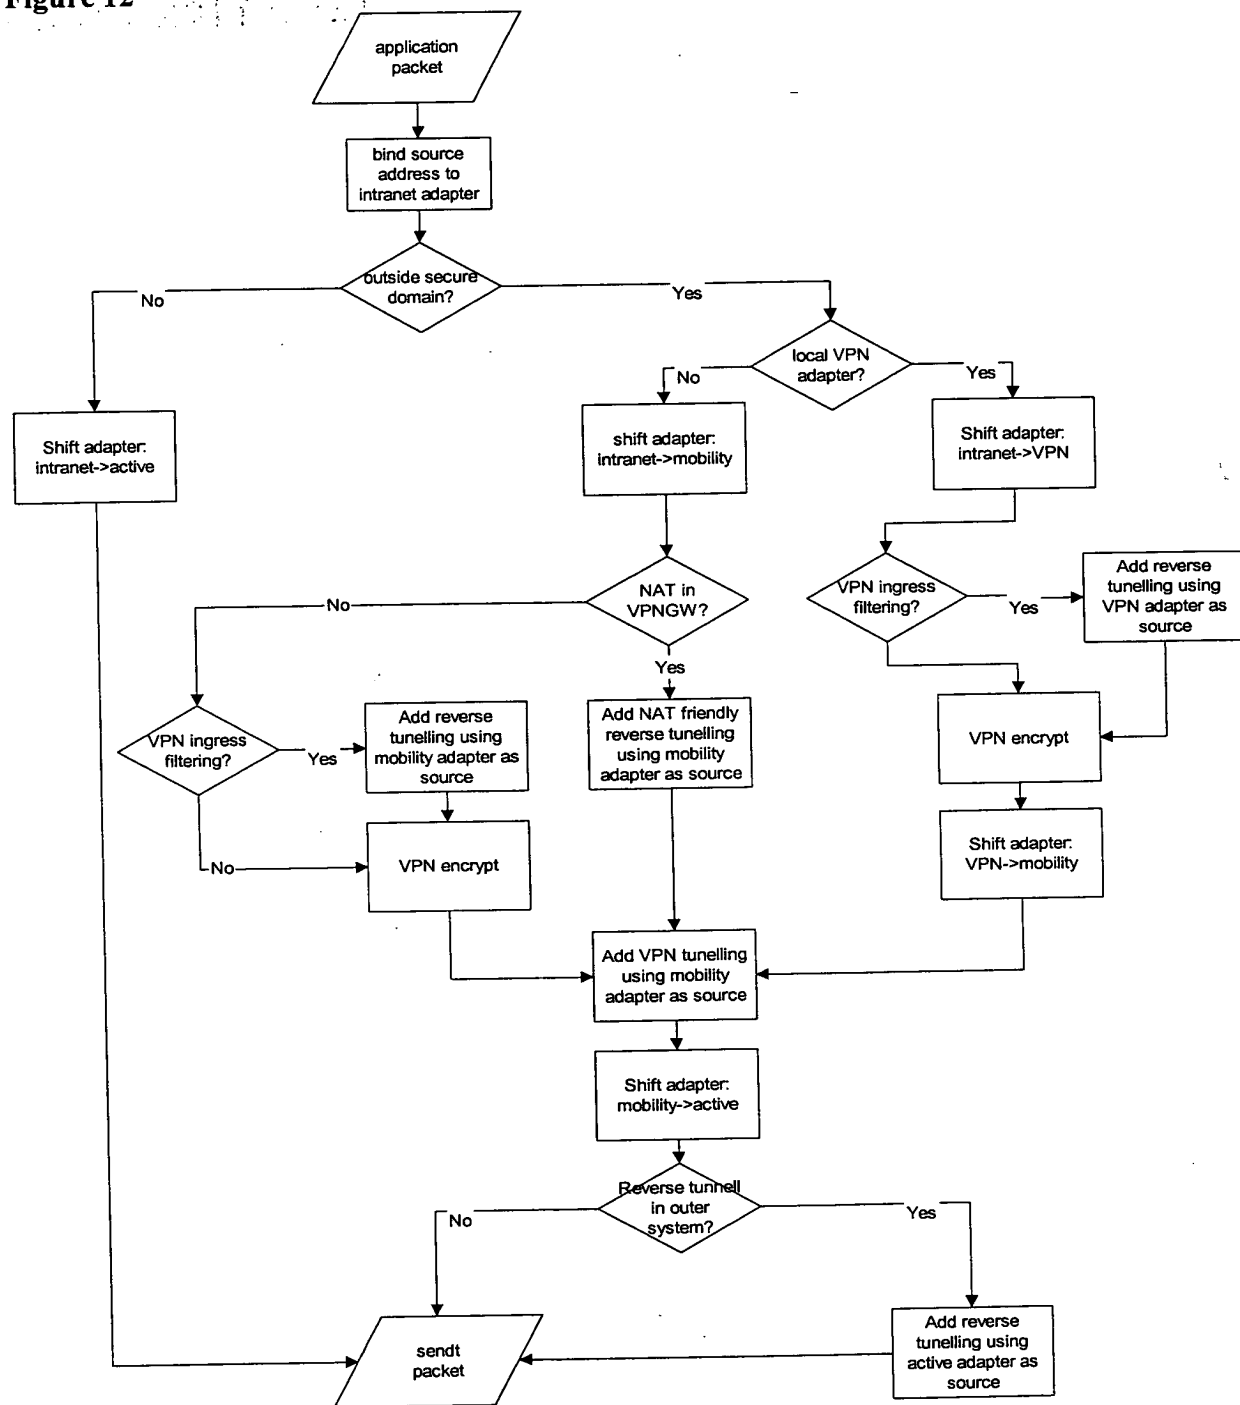 Figure 12
application
packet
bind source
address to
intranet adapter
outside secure
domain?
No
Yes
local VPN
adapter?
No
Yes
Shift adapter:
intranet->active
shift adapter:
intranet->mobility
Shift adapter:
intranet->VPN
NAT in
VPNGW?
No
Yes
VPN ingress
filtering?
Yes
Add reverse
tunelling using
VPN adapter as
source
VPN ingress
filtering?
Yes
No
Add reverse
tunelling using
mobility adapter as
source
Add NAT friendly
reverse tunelling
using mobility
adapter as source
VPN encrypt
VPN encrypt
Shift adapter:
VPN->mobility
Add VPN tunelling
using mobility
adapter as source
Shift adapter:
mobility->active
Reverse tunnell
in outer
system?
No
Yes
sendt
packet
Add reverse
tunelling using
active adapter as
source